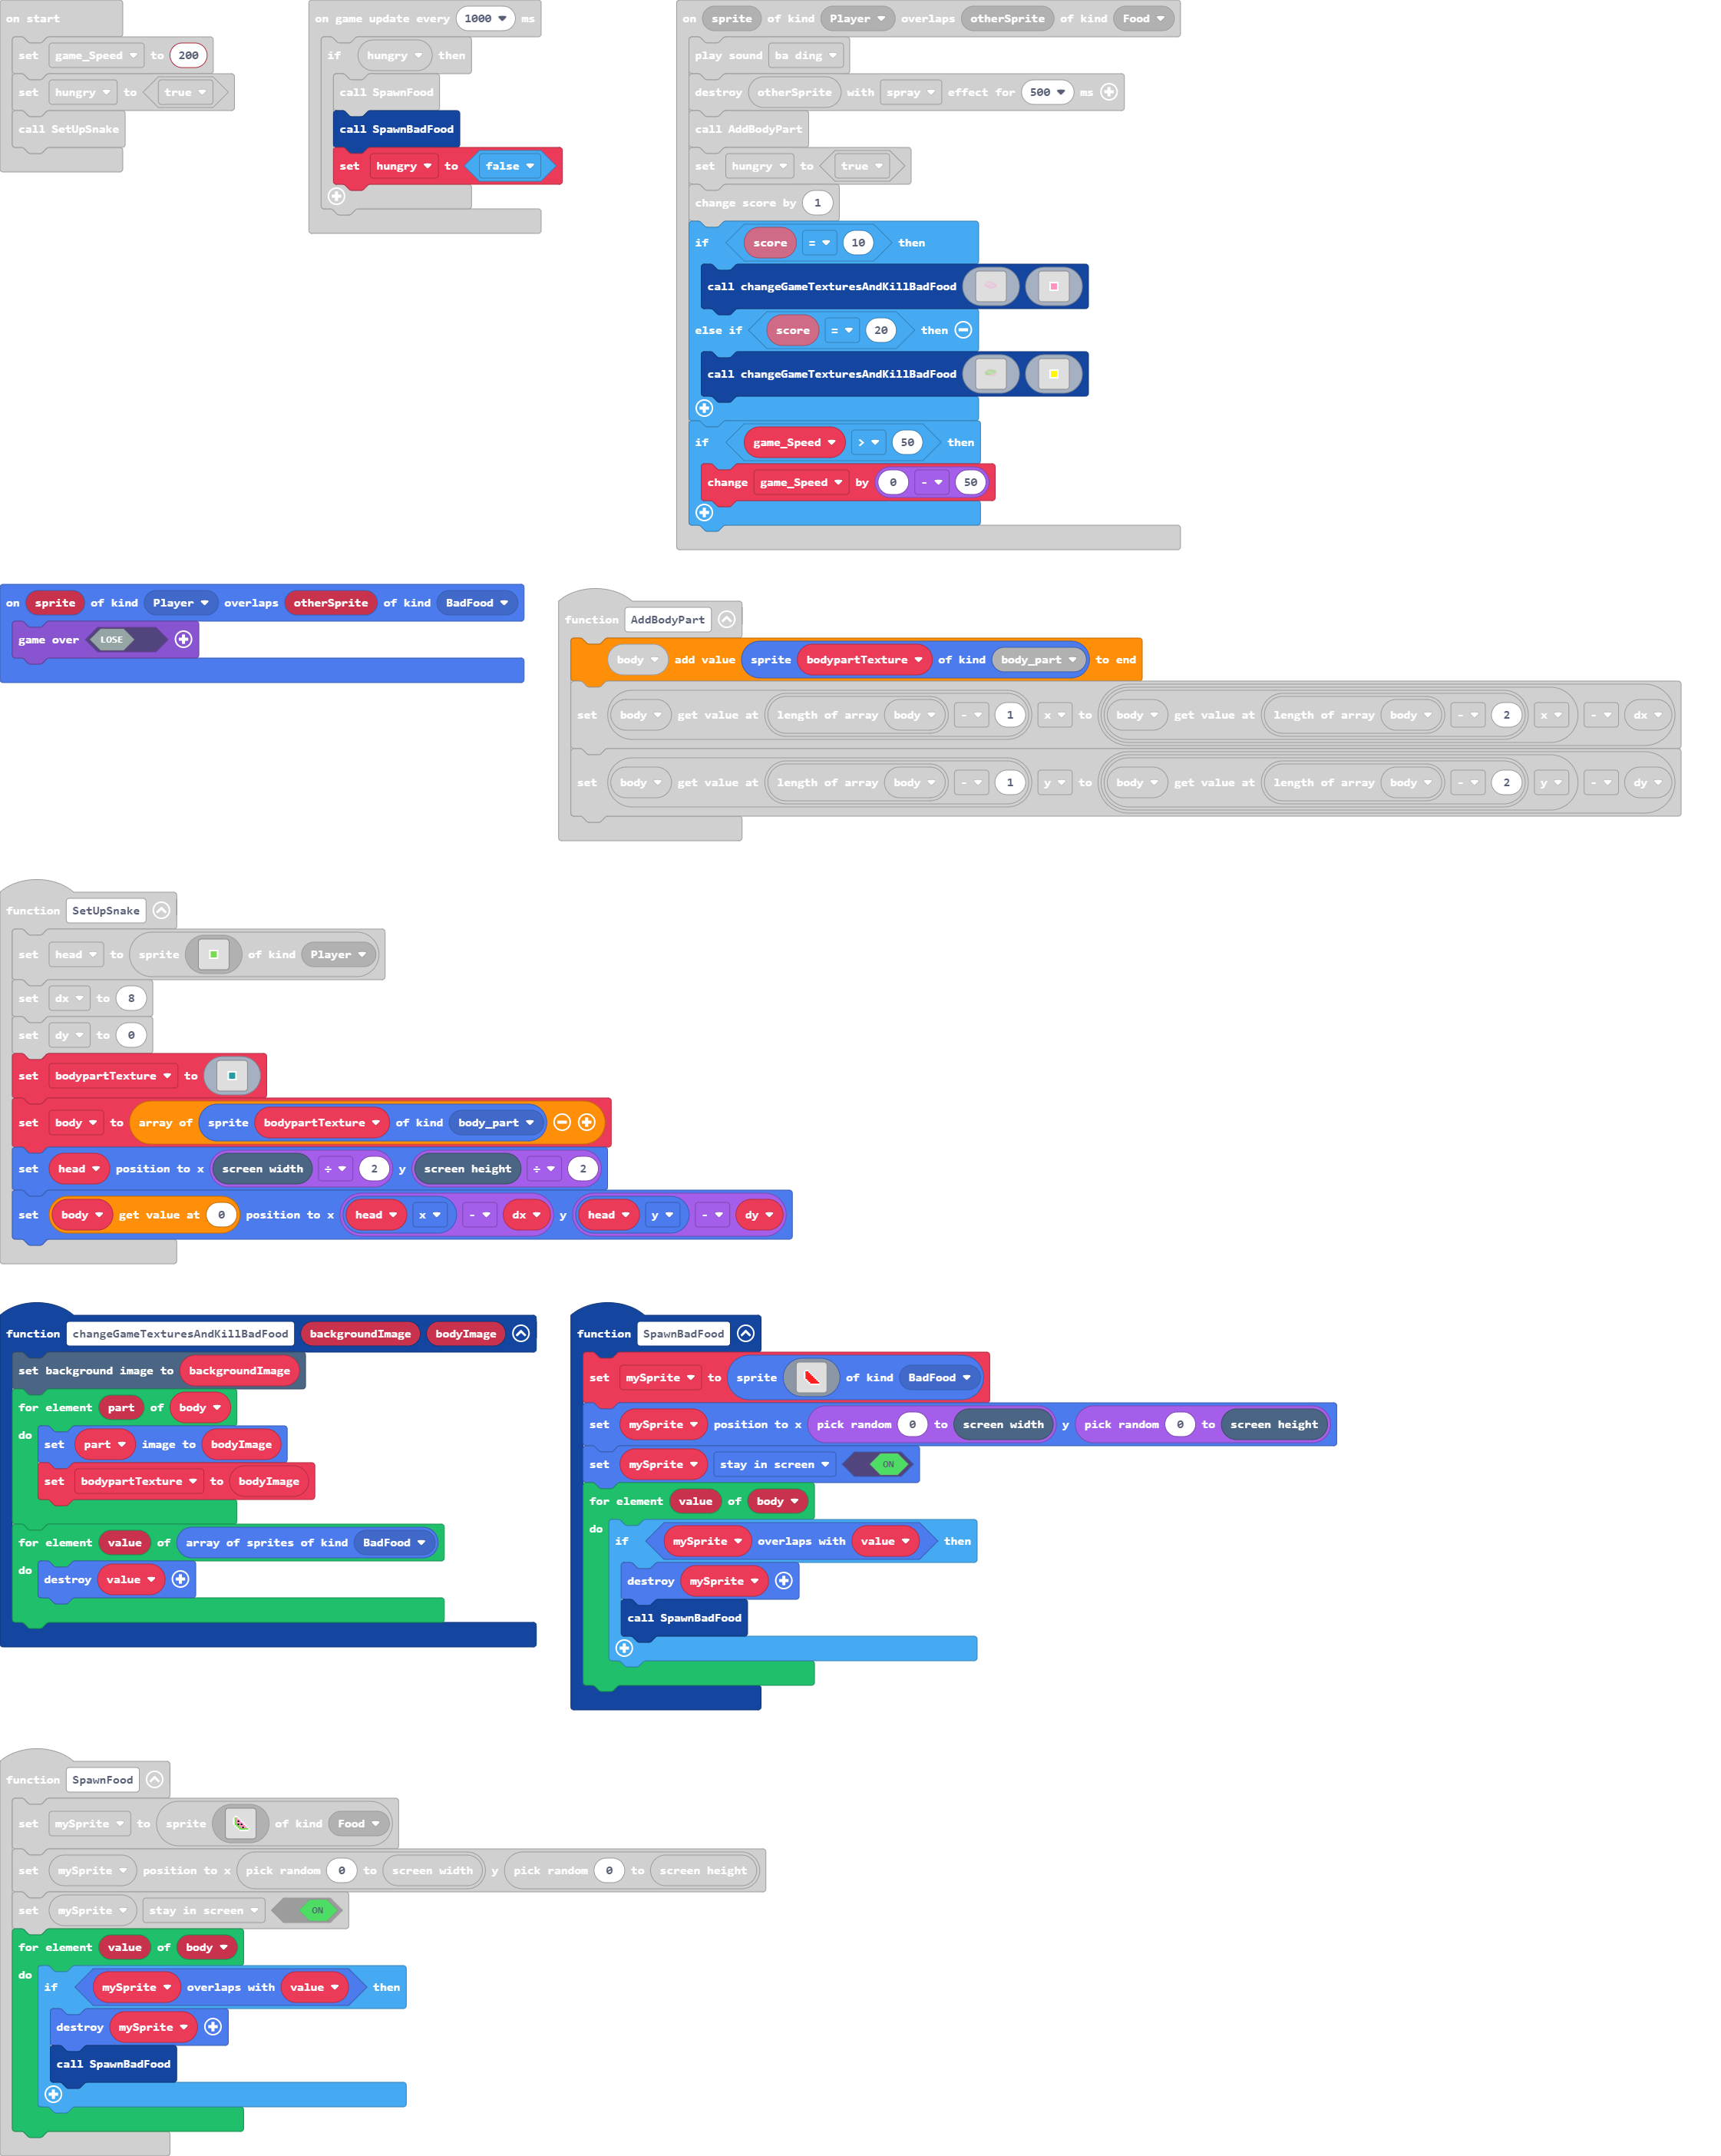 on start
set game_Speed to 200
set hungry to true
call SetUpSnake
on game update every 1000 ms
if hungry then
call SpawnFood
call SpawnBadFood
set hungry to false
on sprite of kind Player overlaps otherSprite of kind Food
play sound ba ding
destroy otherSprite with spray effect for 500 ms
call AddBodyPart
set hungry to true
change score by 1
if score = 10 then
call changeGameTexturesAndKillBadFood
else if score = 20 then
call changeGameTexturesAndKillBadFood
if game_Speed > 50 then
change game_Speed by 0 - 50
on sprite of kind Player overlaps otherSprite of kind BadFood
game over LOSE
function AddBodyPart
body add value sprite bodypartTexture of kind body_part to end
set body get value at length of array body - 1 x to body get value at length of array body - 2 x - dx
set body get value at length of array body - 1 y to body get value at length of array body - 2 y - dy
function SetUpSnake
set head to sprite of kind Player
set dx to 8
set dy to 0
set bodypartTexture to
set body to array of sprite bodypartTexture of kind body_part
set head position to x screen width ÷ 2 y screen height ÷ 2
set body get value at 0 position to x head x - dx y head y - dy
function changeGameTexturesAndKillBadFood backgroundImage bodyImage
set background image to backgroundImage
for element part of body
do set part image to bodyImage
set bodypartTexture to bodyImage
for element value of array of sprites of kind BadFood
do destroy value
function SpawnBadFood
set mySprite to sprite of kind BadFood
set mySprite position to x pick random 0 to screen width y pick random 0 to screen height
set mySprite stay in screen ON
for element value of body
do if mySprite overlaps with value then
destroy mySprite
call SpawnBadFood
function SpawnFood
set mySprite to sprite of kind Food
set mySprite position to x pick random 0 to screen width y pick random 0 to screen height
set mySprite stay in screen ON
for element value of body
do if mySprite overlaps with value then
destroy mySprite
call SpawnBadFood